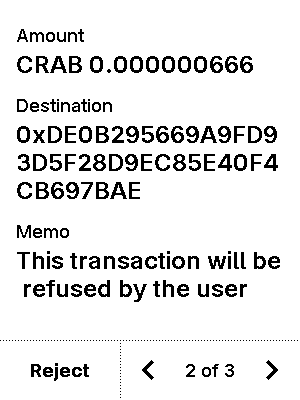 Amount
CRAB 0.000000666
Destination
0xDE0B295669A9FD9
3D5F28D9EC85E40F4
CB697BAE
Memo
This transaction will be
refused by the user
Reject
2 of 3